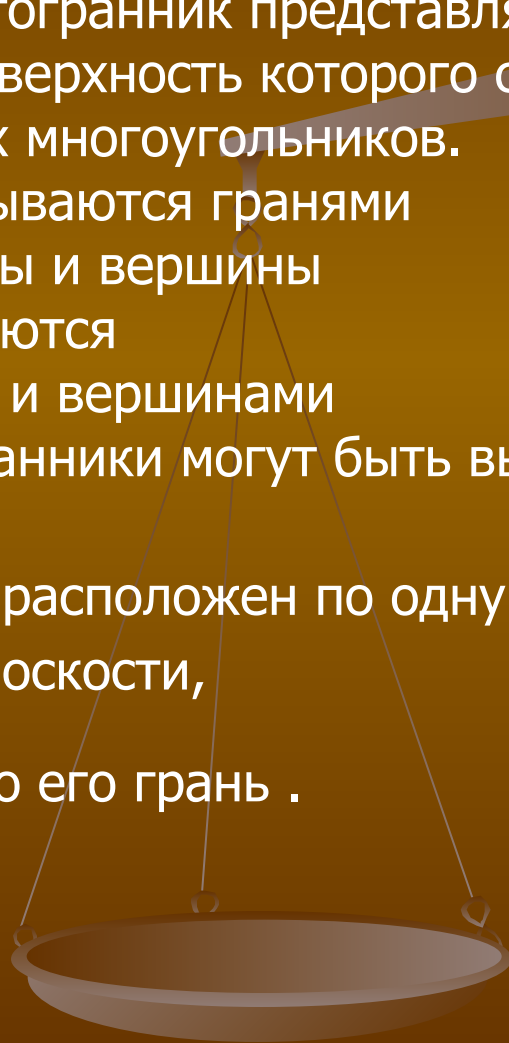 огранник представля
верхность которого
многоугольников.
ываются гранями
ы и вершины
ются
и вершинами
анники могут быть вы
расположен по одну
оскости,
о его грань .